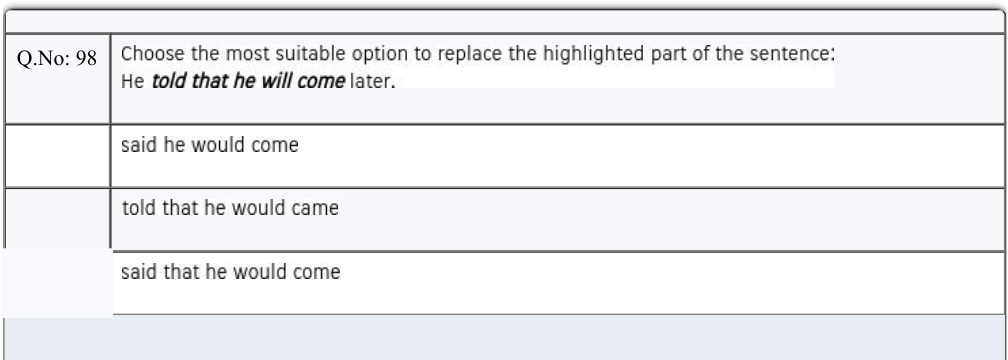 Q.No: 98
Choose the most suitable option to replace the highlighted part of the sentence:
He told that he will come later.
said he would come
told that he would came
said that he would come